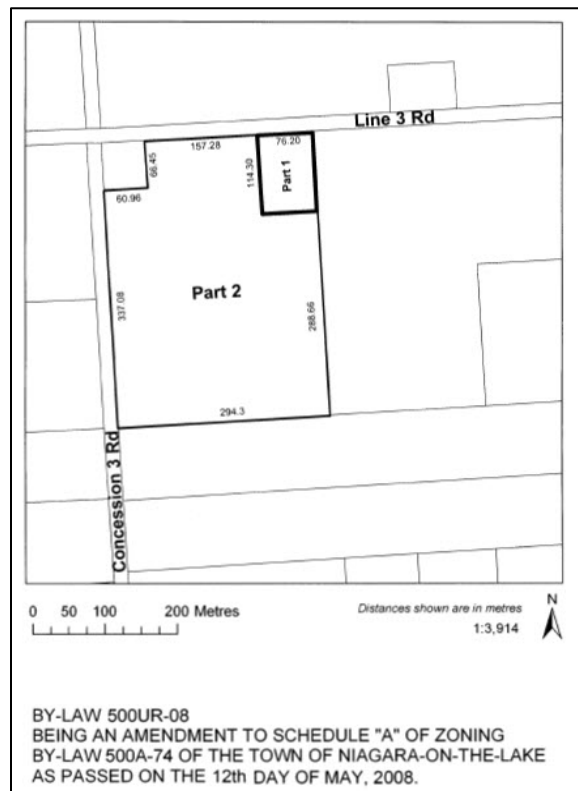 Line 3 Rd
157.28
76.20
66.45
114.30
Part 1
60.96
Part 2
337.08
288.66
294.3
Concession 3 Rd
0 50 100 200 Metres
Distances shown are in metres
1:3,914
N
BY-LAW 500UR-08
BEING AN AMENDMENT TO SCHEDULE "A" OF ZONING
BY-LAW 500A-74 OF THE TOWN OF NIAGARA-ON-THE-LAKE
AS PASSED ON THE 12th DAY OF MAY, 2008.